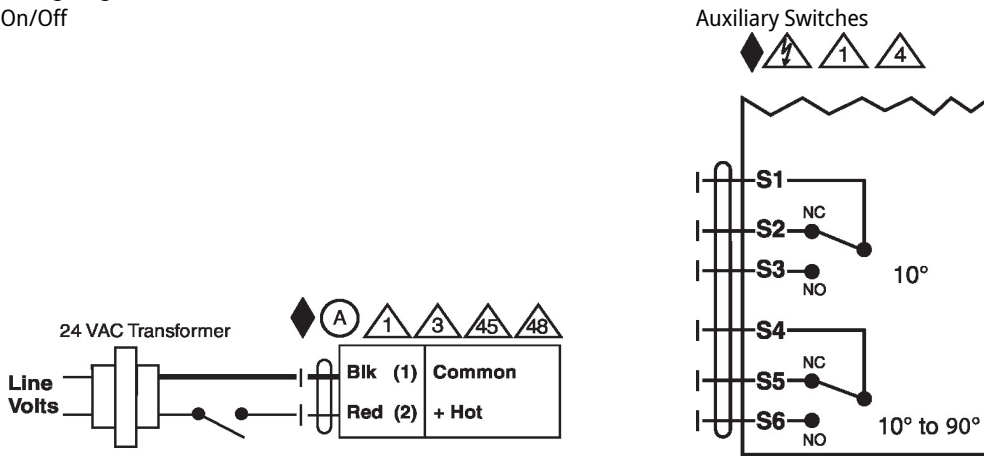 On/Off
Auxiliary Switches
1 4
S1
NC
S2
S3
NO
10°
S4
NC
S5
S6
NO
10° to 90°
24 VAC Transformer
A 1 3 45 48
Line
Volts
Blk (1) Common
Red (2) + Hot